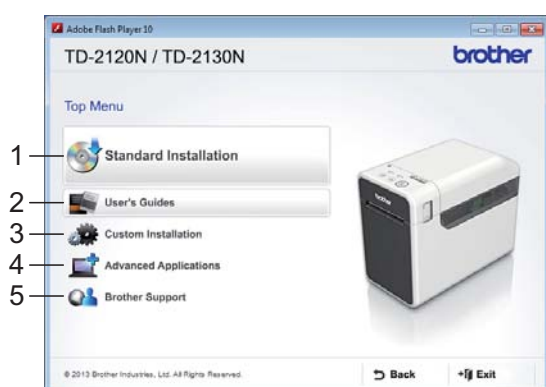 Adobe Flash Player 10
TD-2120N / TD-2130N
brother
Top Menu
1 Standard Installation
2 User's Guides
3 Custom Installation
4 Advanced Applications
5 Brother Support
© 2013 Brother Industries, Ltd. All Rights Reserved.
Back
Exit
brother